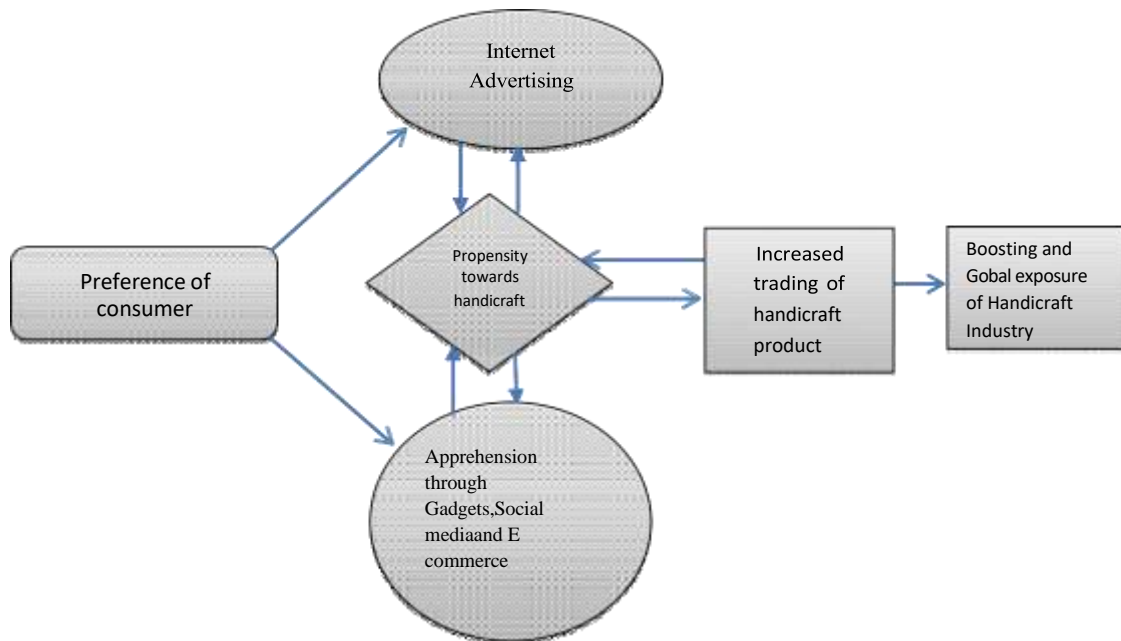 Internet
Advertising
Preference of
consumer
Propensity
towards
handicraft
Increased
trading of
handicraft
product
Boosting and
Gobal exposure
of Handicraft
Industry
Apprehension
through
Gadgets,Social
mediaand E
commerce